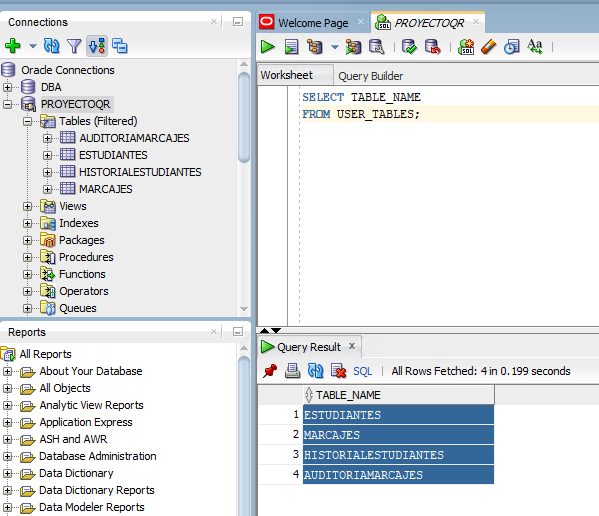 Connections
Oracle Connections
DBA
PROYECTOQR
Tables (Filtered)
AUDITORIAMARCAJES
ESTUDIANTES
HISTORIALESTUDIANTES
MARCAJES
Views
Indexes
Packages
Procedures
Functions
Operators
Queues
Reports
All Reports
About Your Database
All Objects
Analytic View Reports
Application Express
ASH and AWR
Database Administration
Data Dictionary
Data Dictionary Reports
Data Modeler Reports
Welcome Page
SQL PROYECTOQR
SQL
Aa
Worksheet Query Builder
SELECT TABLE_NAME
FROM USER_TABLES;
Query Result
SQL | All Rows Fetched: 4 in 0.199 seconds
TABLE_NAME
1 ESTUDIANTES
2 MARCAJES
3 HISTORIALESTUDIANTES
4 AUDITORIAMARCAJES